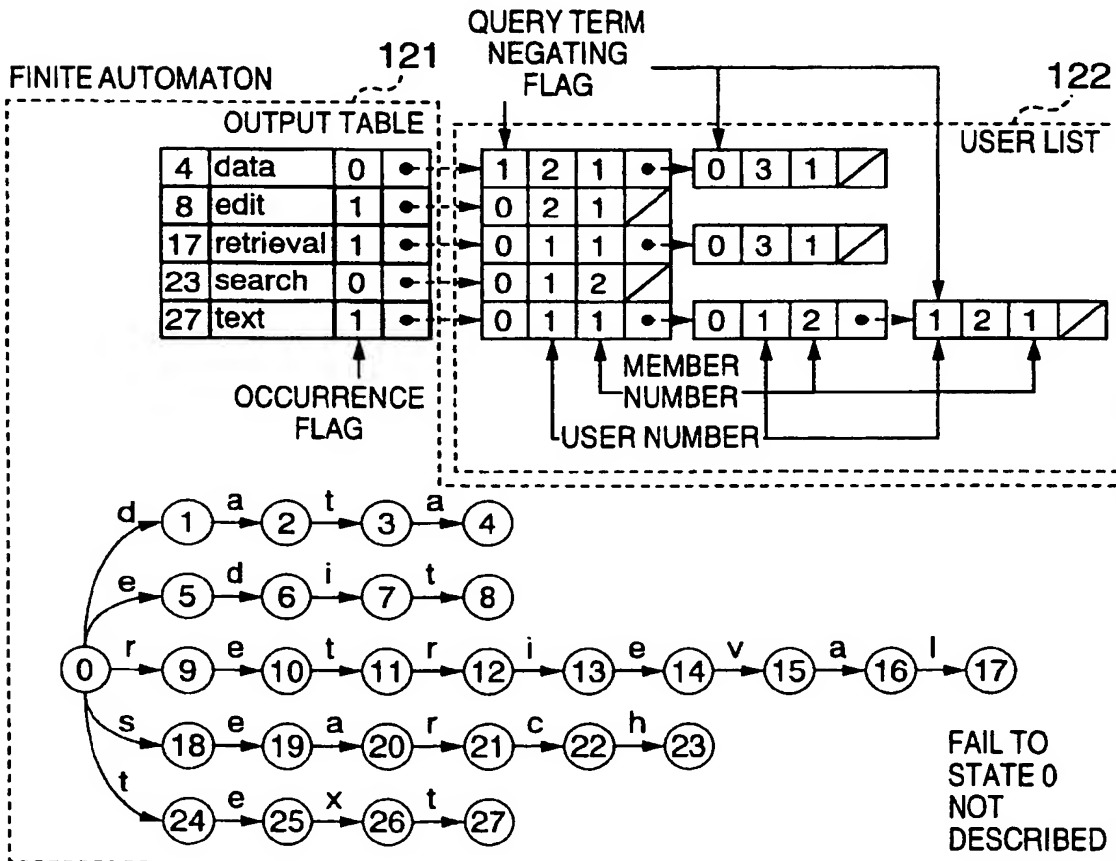 QUERY TERM
NEGATING
FLAG
FINITE AUTOMATON
121
122
OUTPUT TABLE
USER LIST
4 data 0 1 2 1 0 3 1
8 edit 1 0 2 1
17 retrieval 1 0 1 1 0 3 1
23 search 0 0 1 2
27 text 1 0 1 1 0 1 2 1 2 1
OCCURRENCE
FLAG
MEMBER
NUMBER
USER NUMBER
d 1 a 2 t 3 a 4
e 5 d 6 i 7 t 8
0 r 9 e 10 t 11 r 12 i 13 e 14 v 15 a 16 l 17
s 18 e 19 a 20 r 21 c 22 h 23
t 24 e 25 x 26 t 27
FAIL TO
STATE 0
NOT
DESCRIBED